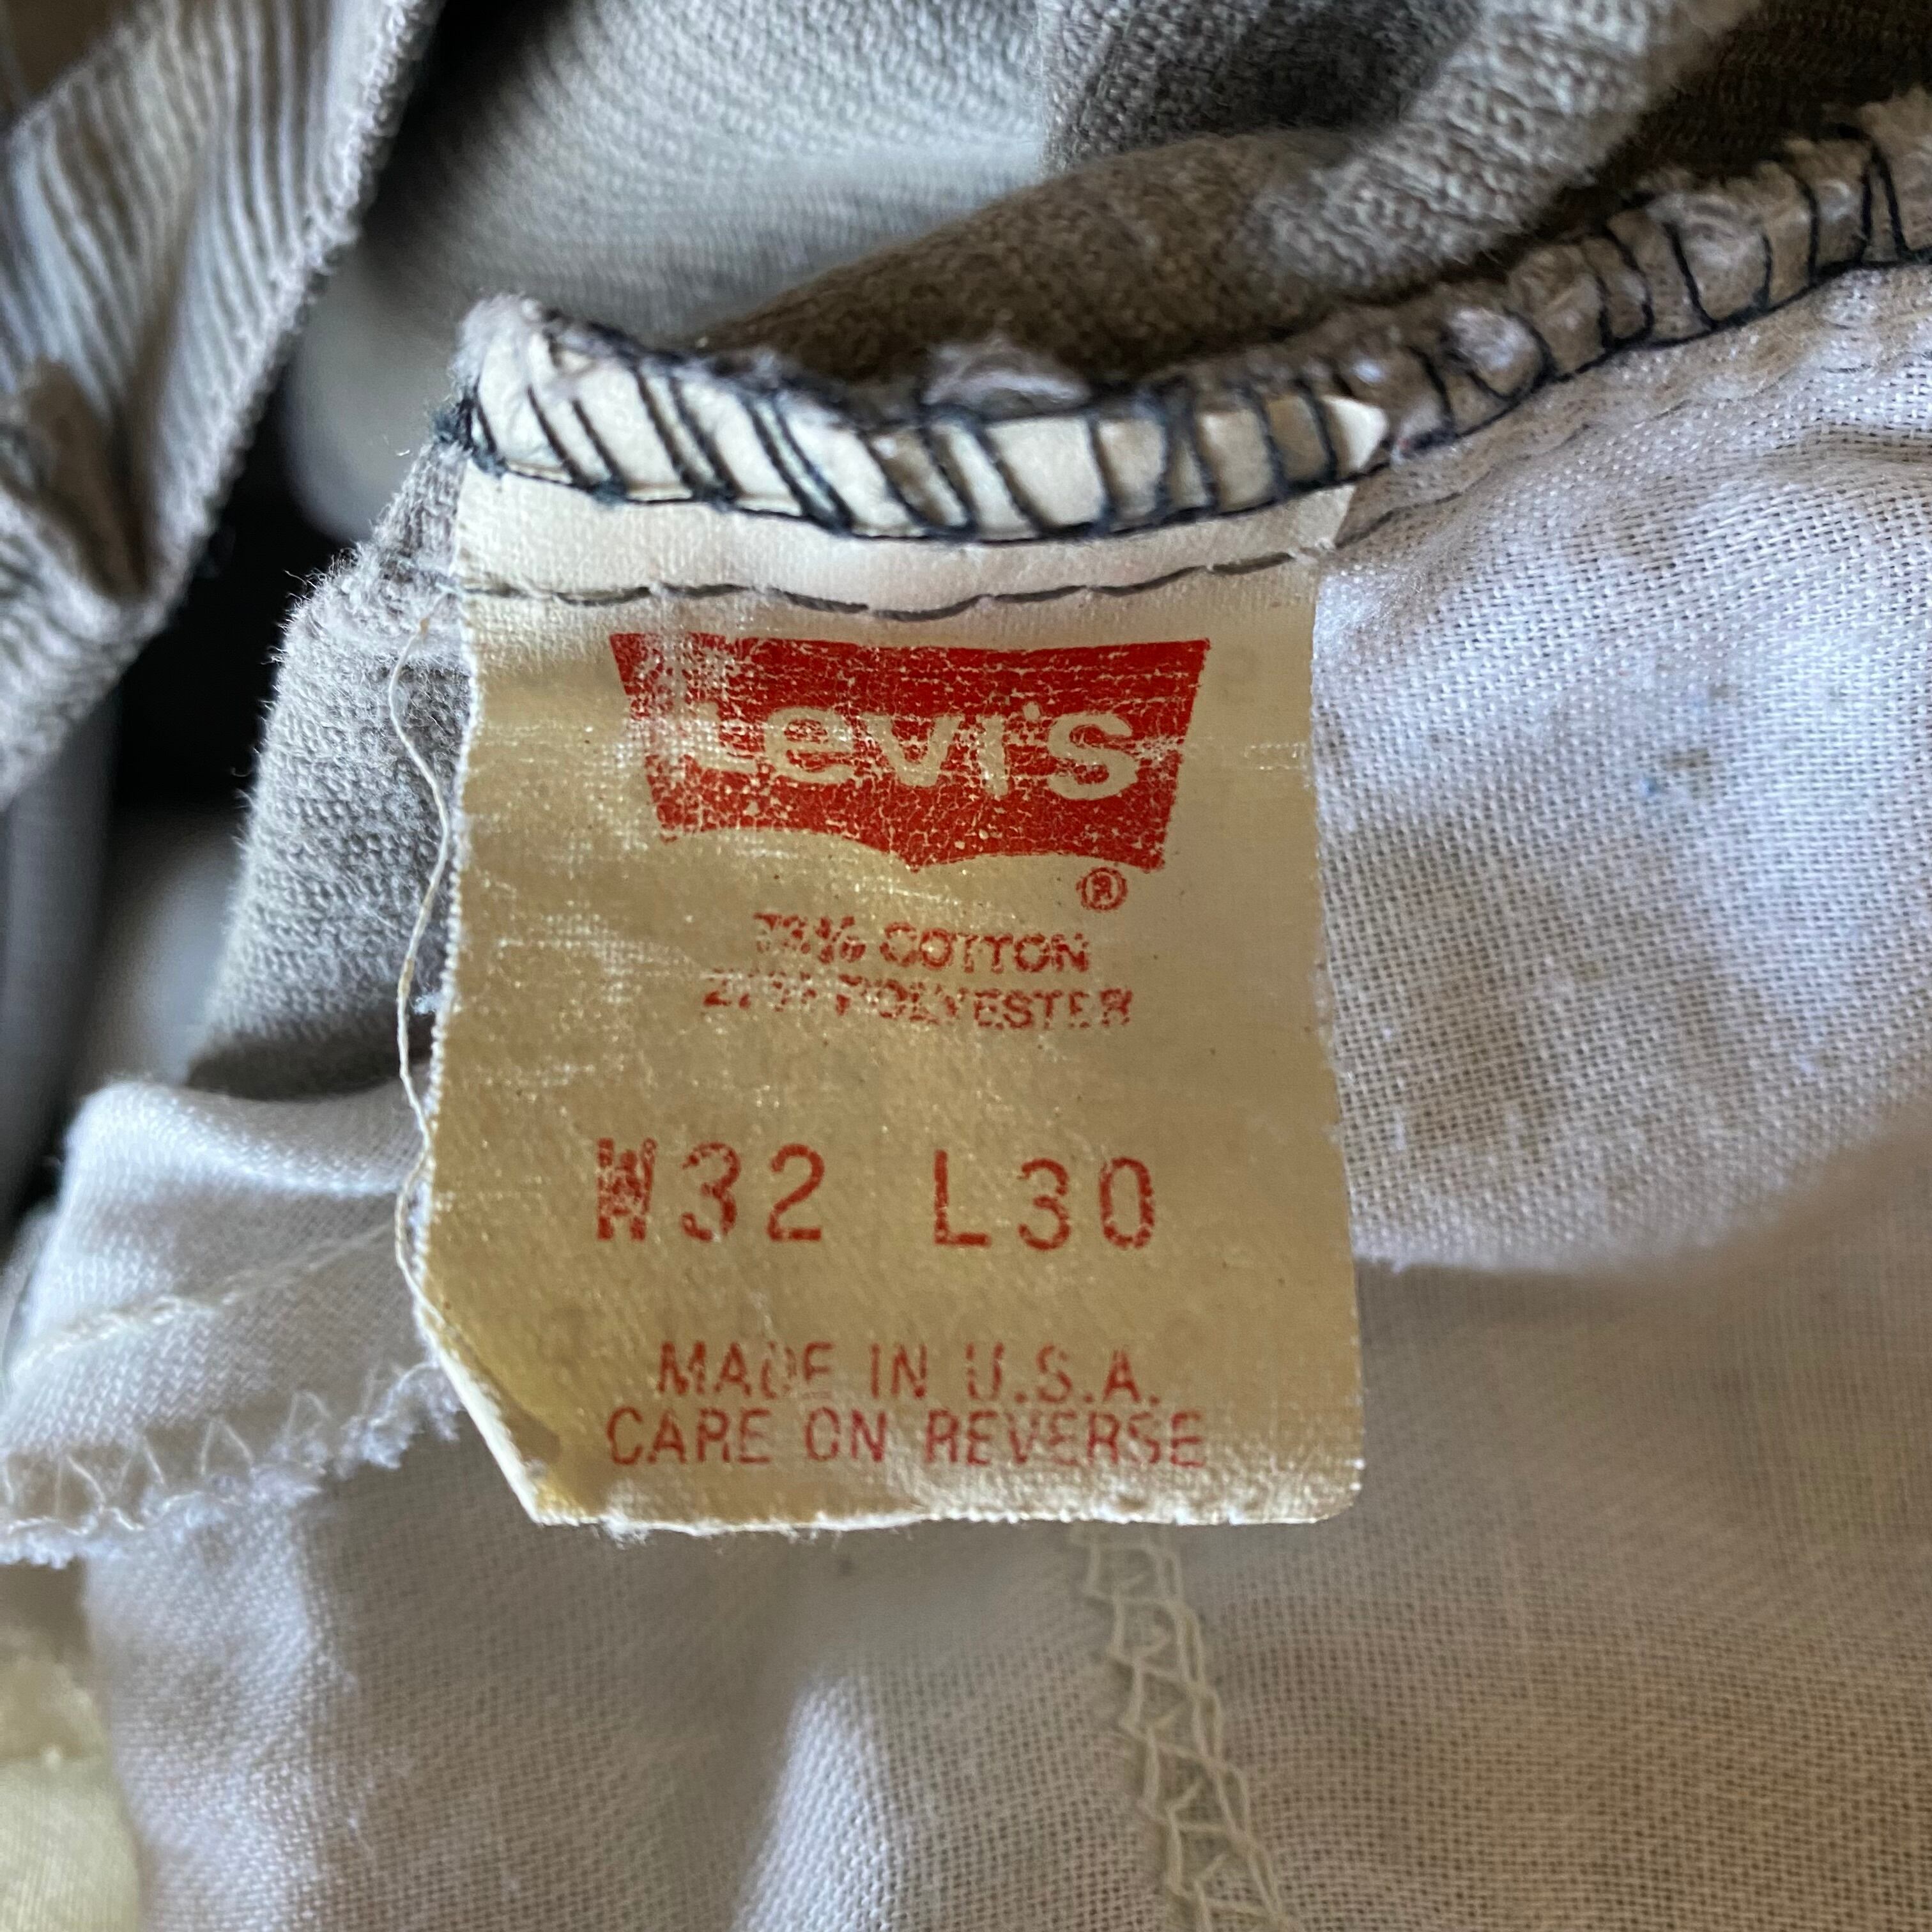 Levi's
®
COTTON
POLYESTER
W32 L30
MADE IN U.S.A.
CARE ON REVERSE